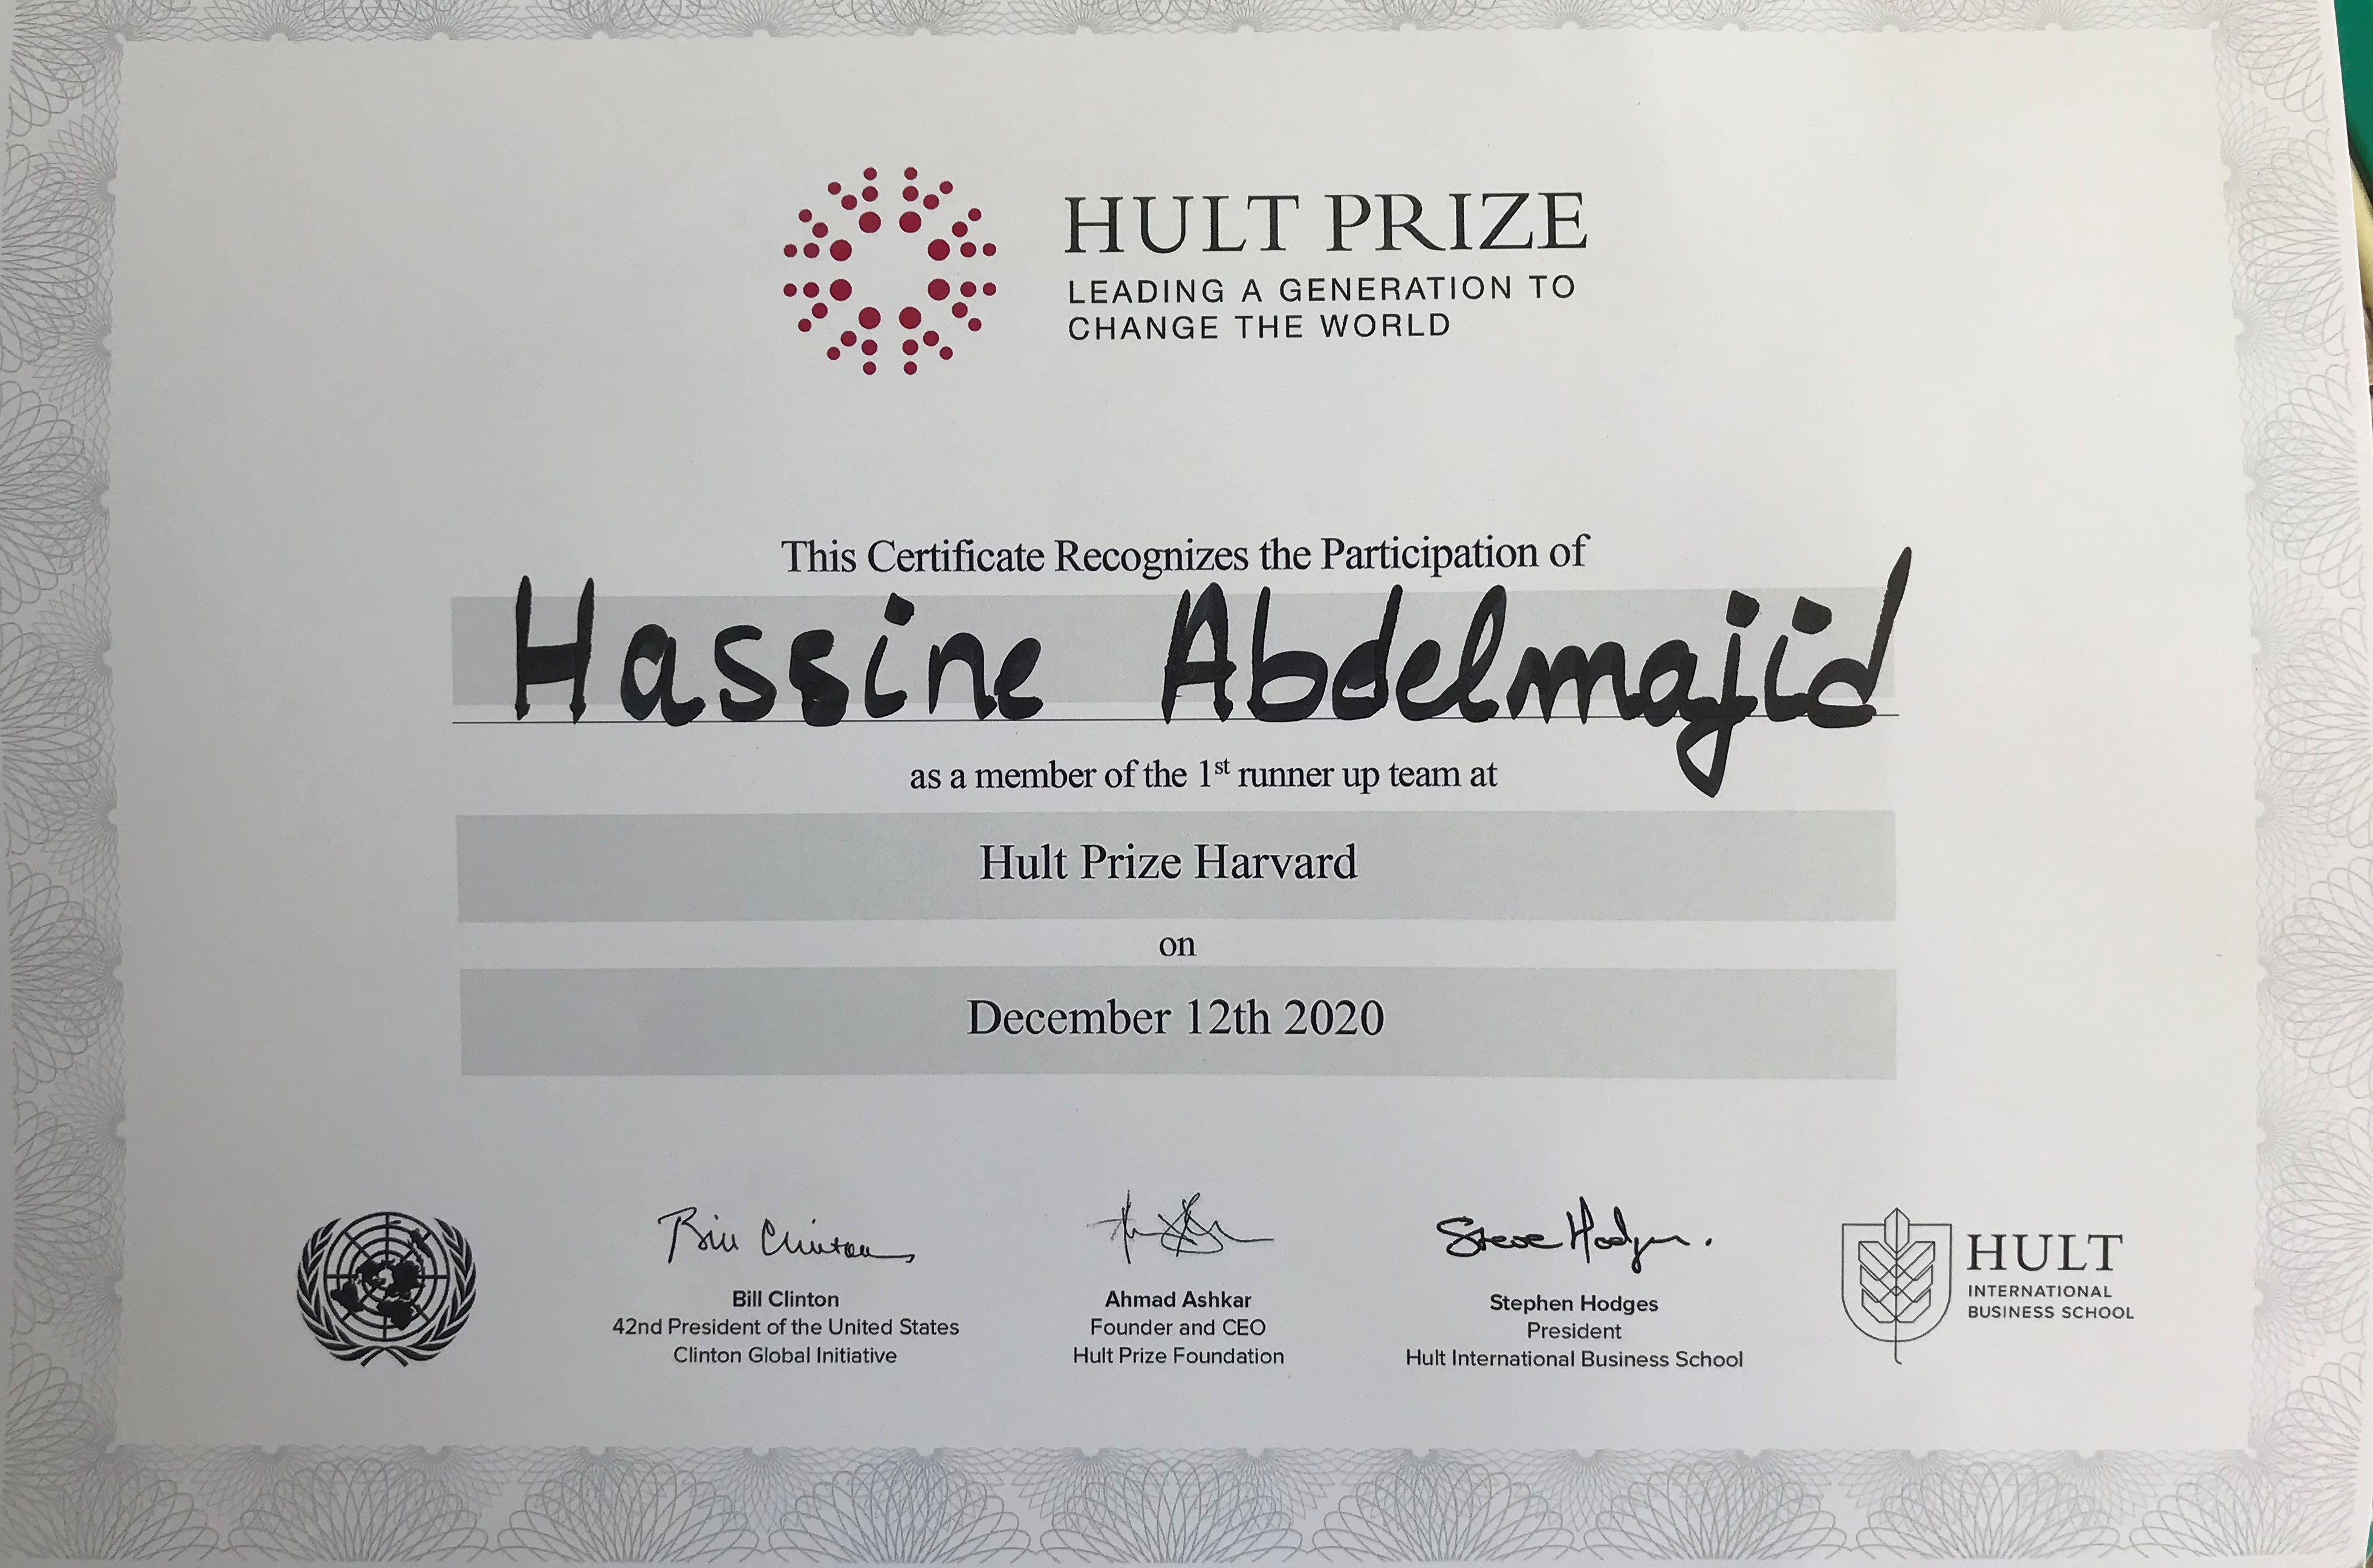 HULT PRIZE
LEADING A GENERATION TO
CHANGE THE WORLD
This Certificate Recognizes the Participation of
Hassine Abdelmajid
as a member of the 1st runner up team at
Hult Prize Harvard
on
December 12th 2020
Bill Clinton
Steve Hodges.
Bill Clinton
42nd President of the United States
Clinton Global Initiative
Ahmad Ashkar
Founder and CEO
Hult Prize Foundation
Stephen Hodges
President
Hult International Business School
HULT
INTERNATIONAL
BUSINESS SCHOOL